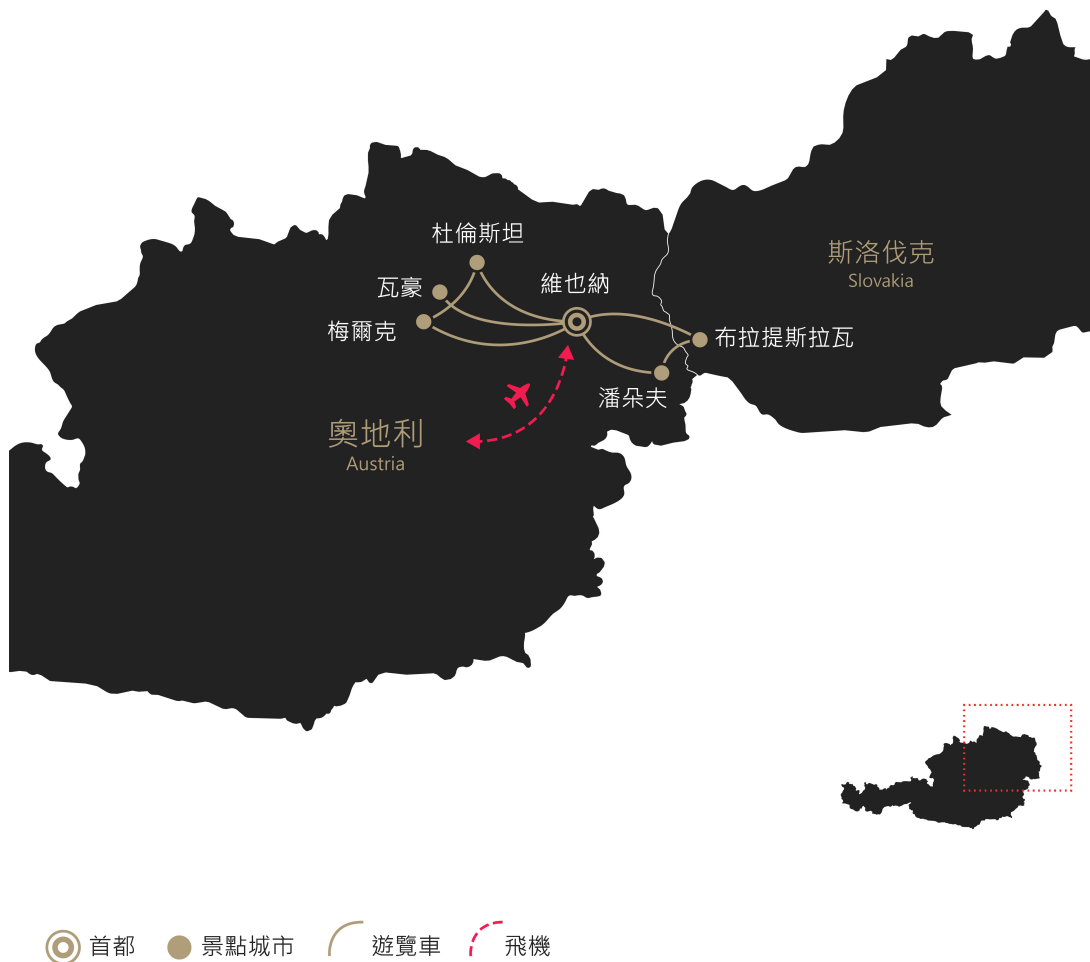 杜倫斯坦
瓦豪
維也納
梅爾克
布拉提斯拉瓦
潘朵夫
斯洛伐克
Slovakia
奧地利
Austria
首都
景點城市
遊覽車
飛機